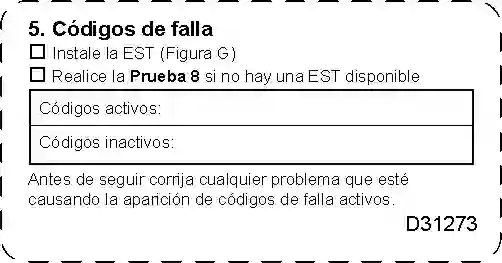 5. Códigos de falla
Instale la EST (Figura G)
Realice la Prueba 8 si no hay una EST disponible
Códigos activos:
Códigos inactivos:
Antes de seguir corrija cualquier problema que esté
causando la aparición de códigos de falla activos.
D31273